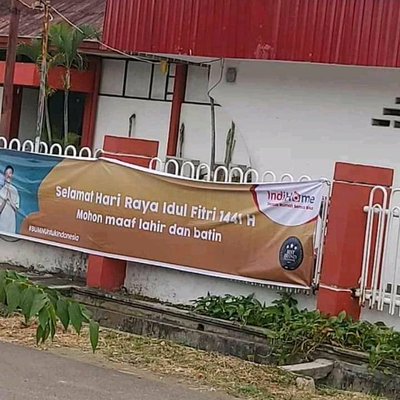 Selamat Hari Raya Idul Fitri 1441 H
Mohon maaf lahir dan batin
IndiHome
#BUMNUntukIndonesia